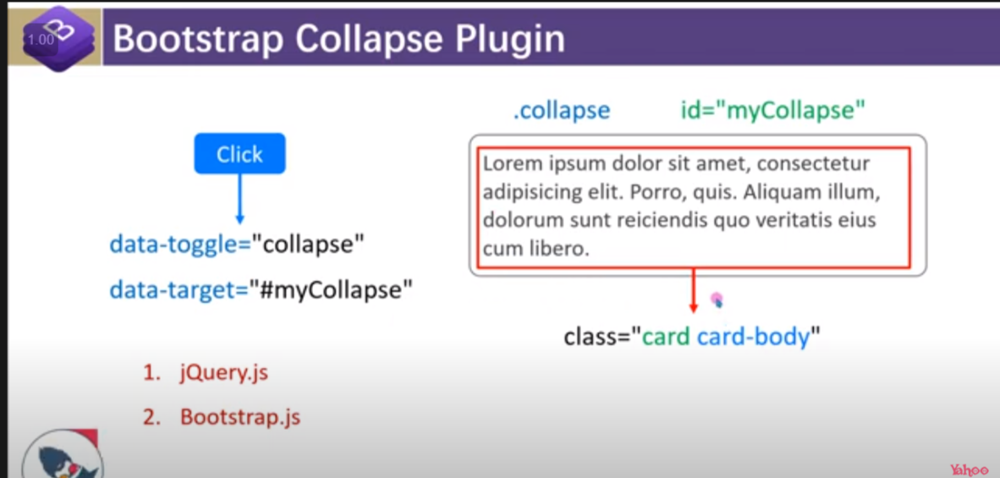 1.00
Bootstrap Collapse Plugin
.collapse id="myCollapse"
Click
Lorem ipsum dolor sit amet, consectetur
adipisicing elit. Porro, quis. Aliquam illum,
dolorum sunt reiciendis quo veritatis eius
cum libero.
data-toggle="collapse"
data-target="#myCollapse"
class="card card-body"
1. jQuery.js
2. Bootstrap.js
Yahoo